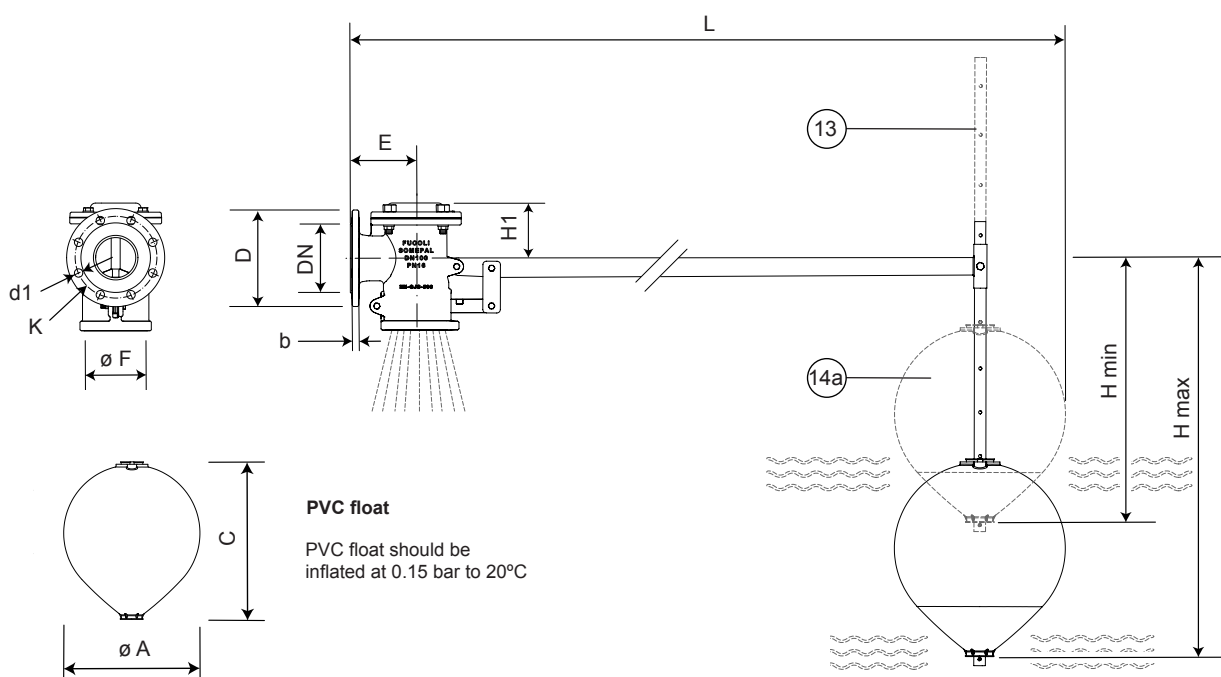 L
13
E
H1
D
DN
FUCOLI
SOMEPAL
DN100
PN16
d1
K
b
ø F
14a
H min
H max
C
PVC float
PVC float should be
inflated at 0.15 bar to 20ºC
ø A